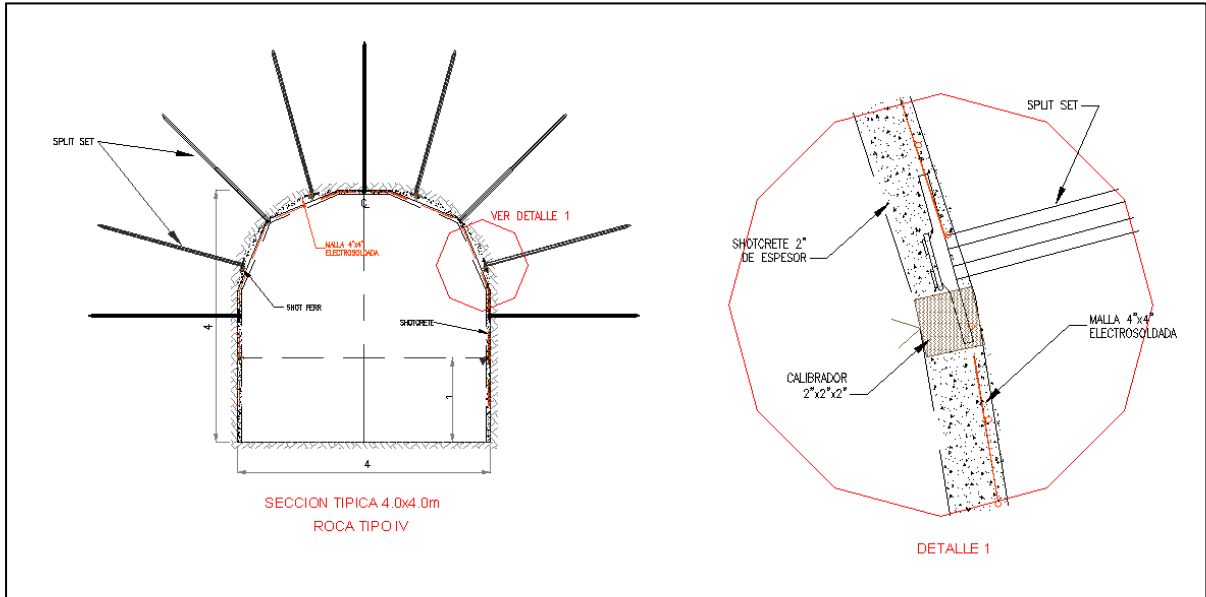 SPLIT SET
VER DETALLE 1
℄
MALLA 4"x4"
ELECTROSOLDADA
SHOT FERR
SHOTCRETE
4
1
4
SECCION TIPICA 4.0x4.0m
ROCA TIPO IV
SPLIT SET
SHOTCRETE 2"
DE ESPESOR
MALLA 4"x4"
ELECTROSOLDADA
CALIBRADOR
2"x2"x2"
DETALLE 1